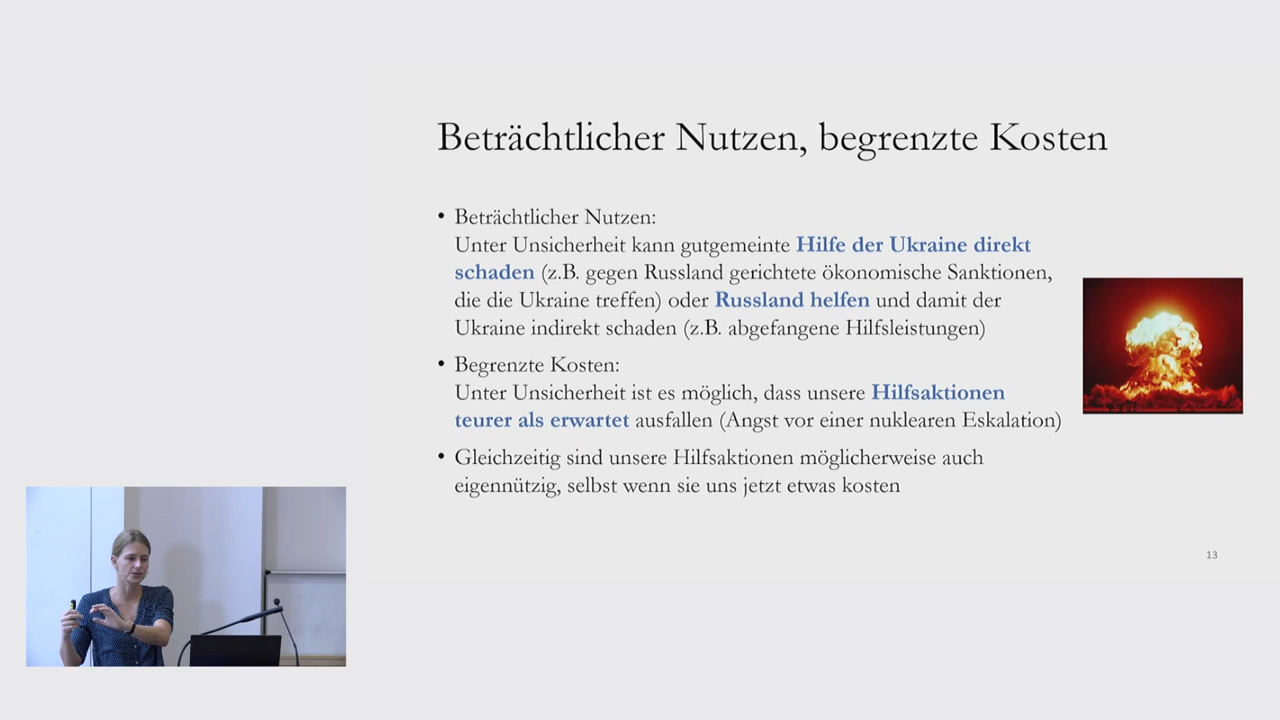 Beträchtlicher Nutzen, begrenzte Kosten
• Beträchtlicher Nutzen:
Unter Unsicherheit kann gutgemeinte Hilfe der Ukraine direkt
schaden (z.B. gegen Russland gerichtete ökonomische Sanktionen,
die die Ukraine treffen) oder Russland helfen und damit der
Ukraine indirekt schaden (z.B. abgefangene Hilfsleistungen)
• Begrenzte Kosten:
Unter Unsicherheit ist es möglich, dass unsere Hilfsaktionen
teurer als erwartet ausfallen (Angst vor einer nuklearen Eskalation)
• Gleichzeitig sind unsere Hilfsaktionen möglicherweise auch
eigennützig, selbst wenn sie uns jetzt etwas kosten
13